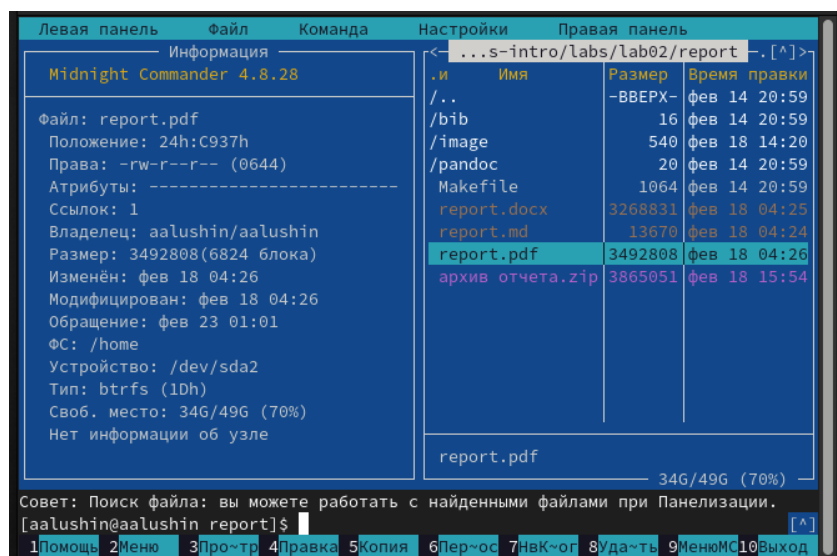 Левая панель Файл Команда Настройки Правая панель
Информация
Midnight Commander 4.8.28
Файл: report.pdf
Положение: 24h:C937h
Права: -rw-r--r-- (0644)
Атрибуты: -------------------------
Ссылок: 1
Владелец: aalushin/aalushin
Размер: 3492808(6824 блока)
Изменён: фев 18 04:26
Модифицирован: фев 18 04:26
Обращение: фев 23 01:01
ФС: /home
Устройство: /dev/sda2
Тип: btrfs (1Dh)
Своб. место: 34G/49G (70%)
Нет информации об узле
<─ ...s-intro/labs/lab02/report ─.[^]>
.и Имя Размер Время правки
/.. -ВВЕРХ- фев 14 20:59
/bib 16 фев 14 20:59
/image 540 фев 18 14:20
/pandoc 20 фев 14 20:59
Makefile 1064 фев 14 20:59
report.docx 3268831 фев 18 04:25
report.md 13670 фев 18 04:24
report.pdf 3492808 фев 18 04:26
архив отчета.zip 3865051 фев 18 15:54
report.pdf
34G/49G (70%)
Совет: Поиск файла: вы можете работать с найденными файлами при Панелизации.
[aalushin@aalushin report]$ [^]
1Помощь 2Меню 3Про~тр 4Правка 5Копия 6Пер~ос 7НвК~ог 8Уда~ть 9МенюМС 10Выход